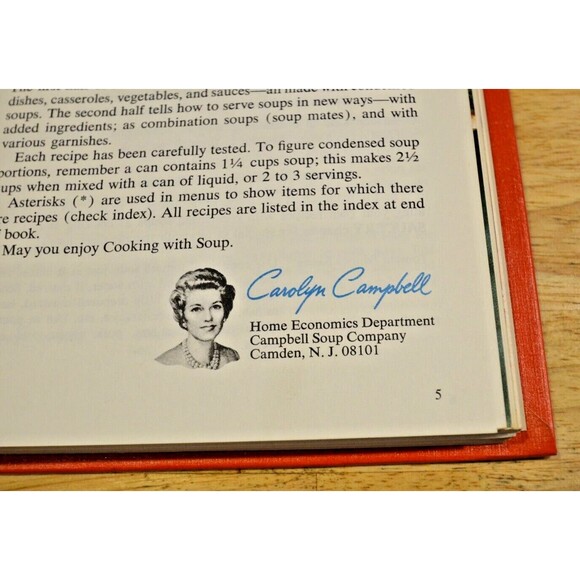 dishes, casseroles, vegetables, and sauces—all made with
soups. The second half tells how to serve soups in new ways—with
added ingredients; as combination soups (soup mates), and with
various garnishes.
Each recipe has been carefully tested. To figure condensed soup
portions, remember a can contains 1¼ cups soup; this makes 2½
ups when mixed with a can of liquid, or 2 to 3 servings.
Asterisks (*) are used in menus to show items for which there
re recipes (check index). All recipes are listed in the index at end
f book.
May you enjoy Cooking with Soup.
Carolyn Campbell
Home Economics Department
Campbell Soup Company
Camden, N. J. 08101
5